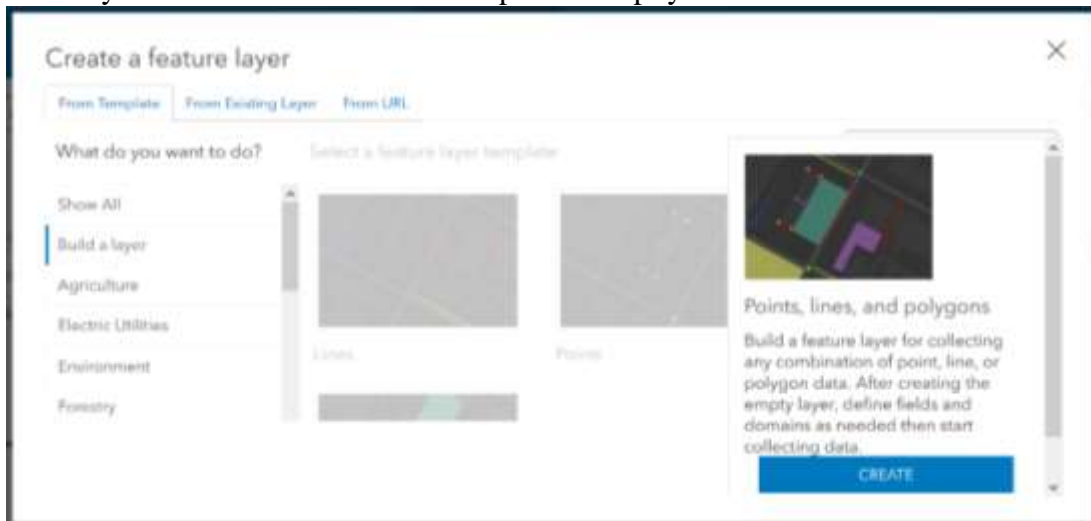 Create a feature layer
From Template From Existing Layer From URL
What do you want to do?
Select a feature layer template
Show All
Build a layer
Agriculture
Electric Utilities
Environment
Forestry
Lines
Points
Points, lines, and polygons
Build a feature layer for collecting
any combination of point, line, or
polygon data. After creating the
empty layer, define fields and
domains as needed then start
collecting data.
CREATE